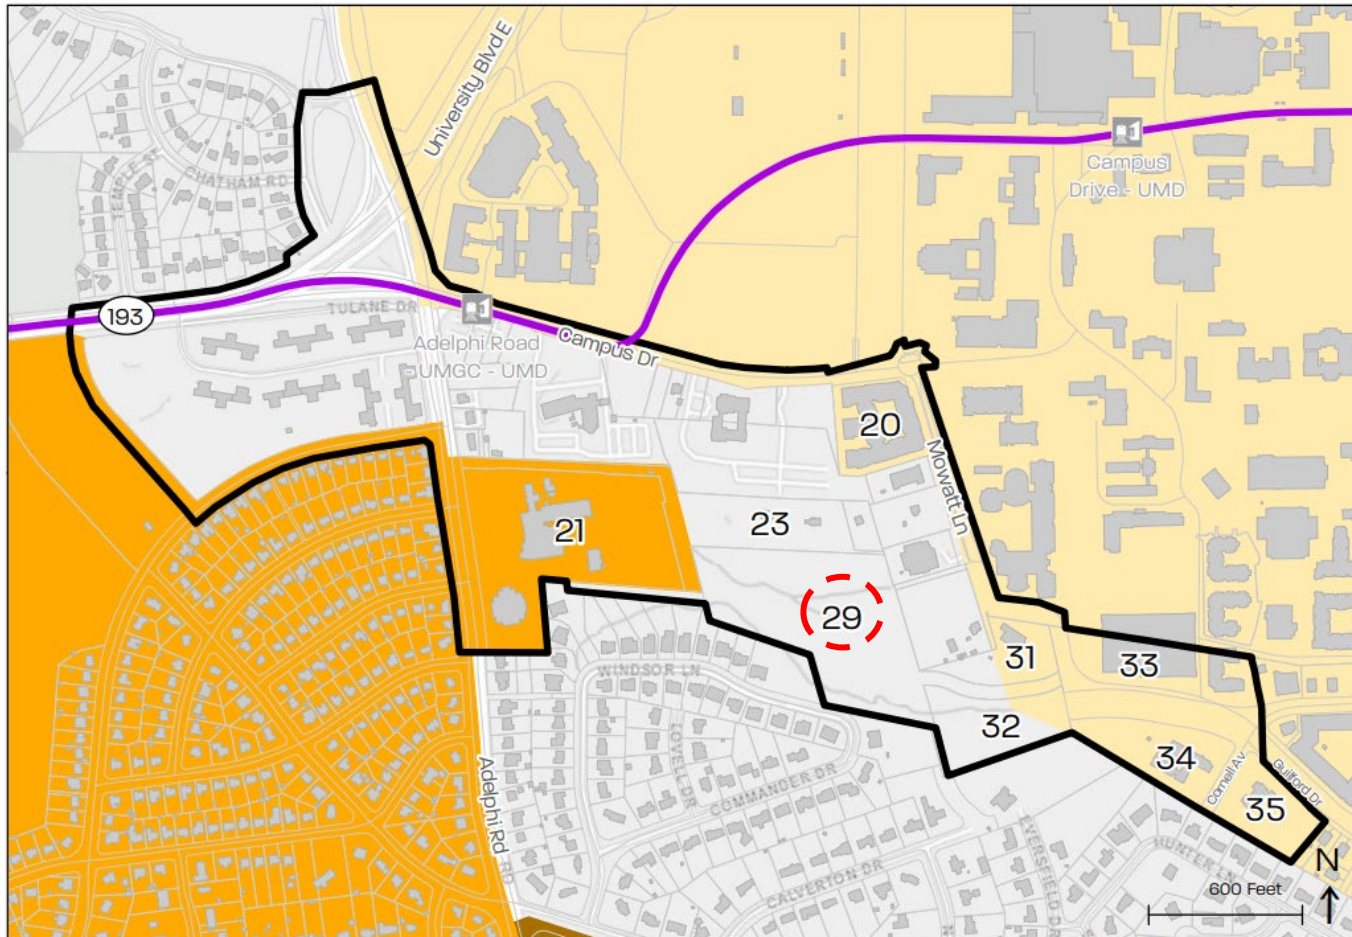 University Blvd E
TEMPLE ST
CHATHAM RD
Campus
Drive - UMD
193
TULANE DR
Adelphi Road
- UMGC - UMD
Campus Dr
20
Mowatt Ln
21
23
29
31
33
WINDSOR LN
32
LOVELL DR
34
Cornell Av
Guilford Dr
35
Adelphi Rd
RD
COMMANDER DR
CALVERTON DR
EVERSFIELD DR
HUNTER LN
N
600 Feet